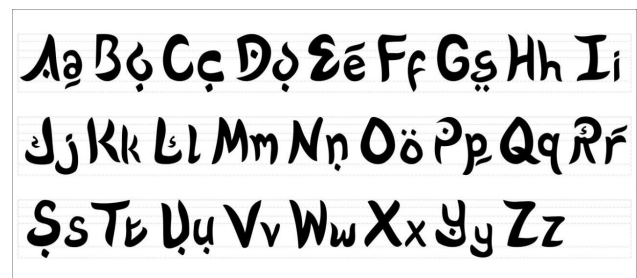 Aa Bb Cc Dd Ee Ff Gg Hh Ii
Jj Kk Ll Mm Nn Oo Pp Qq Rr
Ss Tt Uu Vv Ww Xx Yy Zz